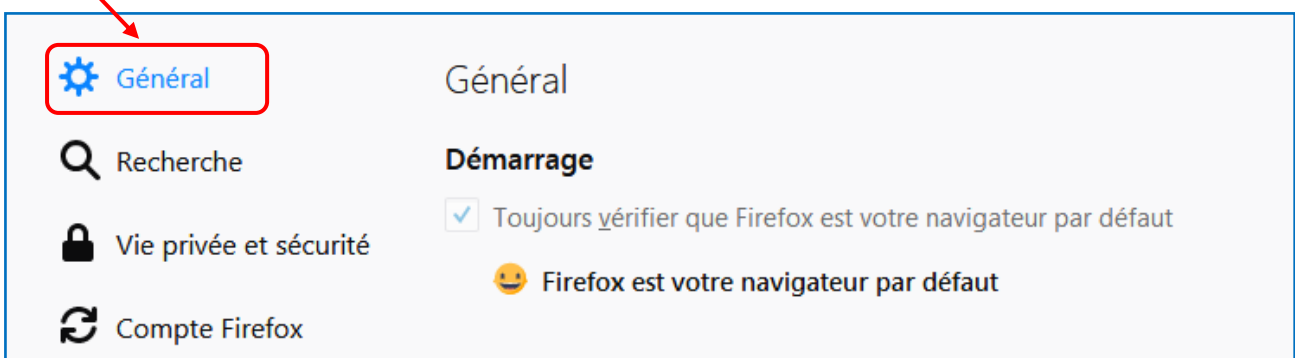 Général
Recherche
Vie privée et sécurité
Compte Firefox
Général
Démarrage
Toujours vérifier que Firefox est votre navigateur par défaut
Firefox est votre navigateur par défaut